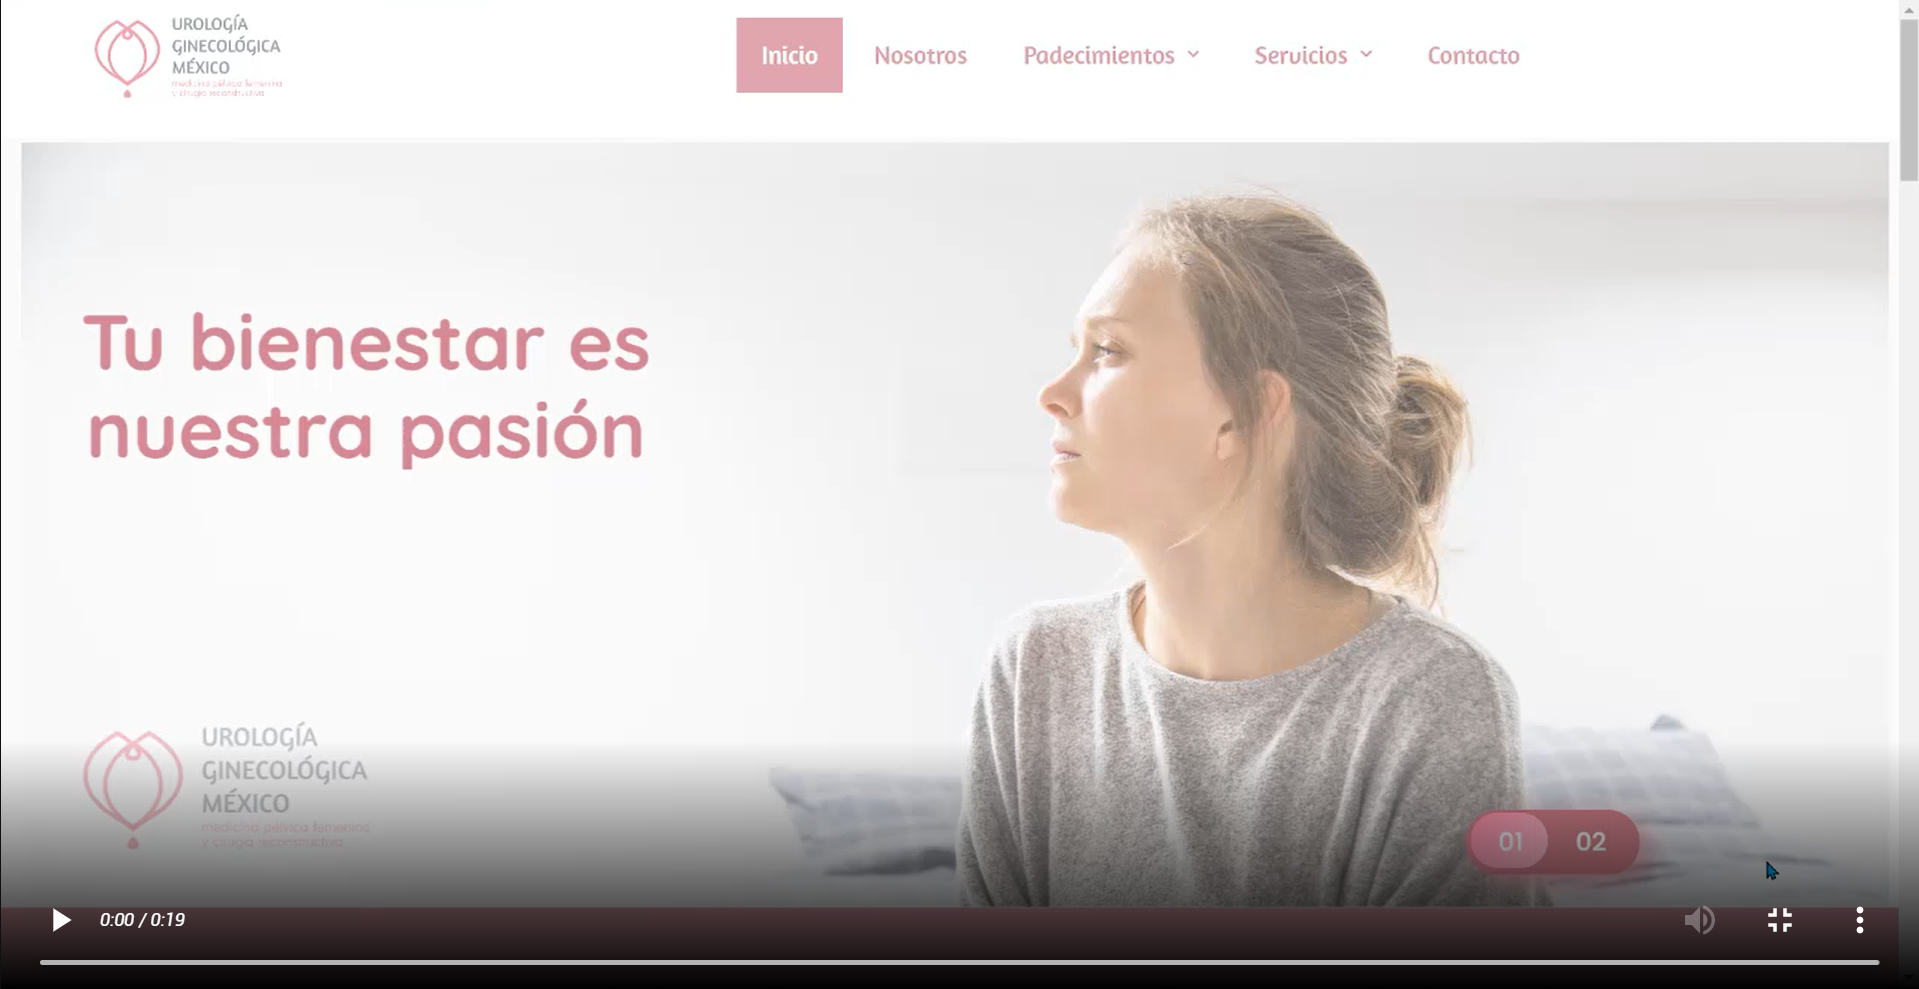 UROLOGÍA
GINECOLÓGICA
MÉXICO
medicina pélvica femenina
y cirugía reconstructiva
Inicio
Nosotros
Padecimientos
Servicios
Contacto
Tu bienestar es
nuestra pasión
UROLOGÍA
GINECOLÓGICA
MÉXICO
medicina pélvica femenina
y cirugía reconstructiva
01
02
0:00 / 0:19